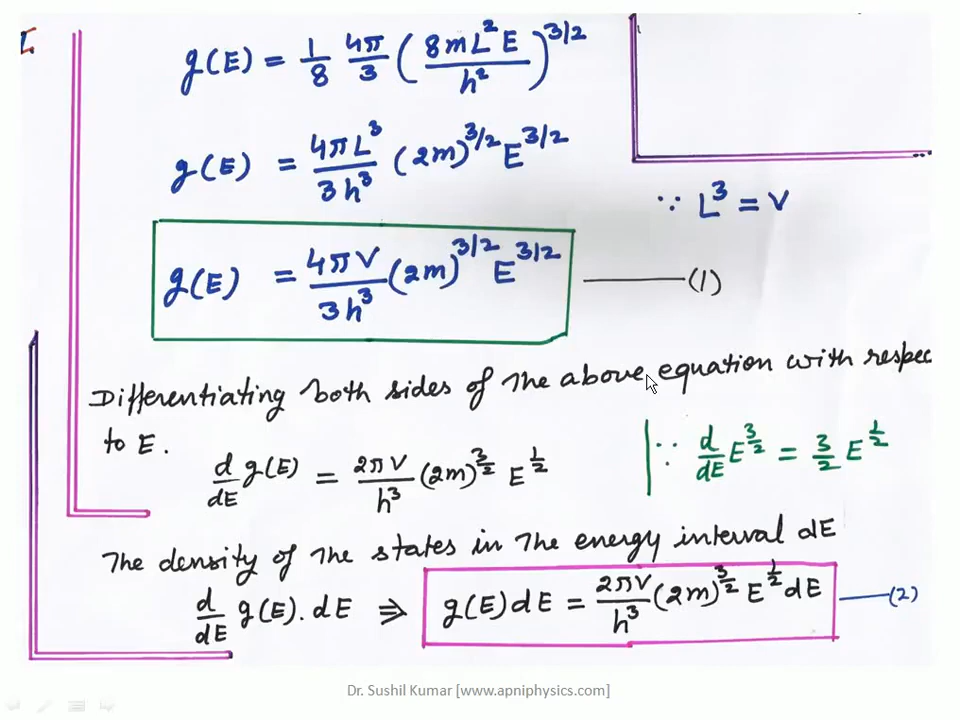 I.
g(E) = 1/8 4π/3 (8mL²E/h²)^3/2
g(E) = 4πL³/3h³ (2m)^3/2 E^3/2
∵ L³ = V
g(E) = 4πV/3h³ (2m)^3/2 E^3/2 ——— (1)
Differentiating both sides of the above equation with respec
to E.
d/dE g(E) = 2πV/h³ (2m)^3/2 E^1/2
∵ d/dE E^3/2 = 3/2 E^1/2
The density of the states in the energy interval dE
d/dE g(E). dE ⇒ g(E)dE = 2πV/h³ (2m)^3/2 E^1/2 dE ——— (2)
Dr. Sushil Kumar [www.apniphysics.com]